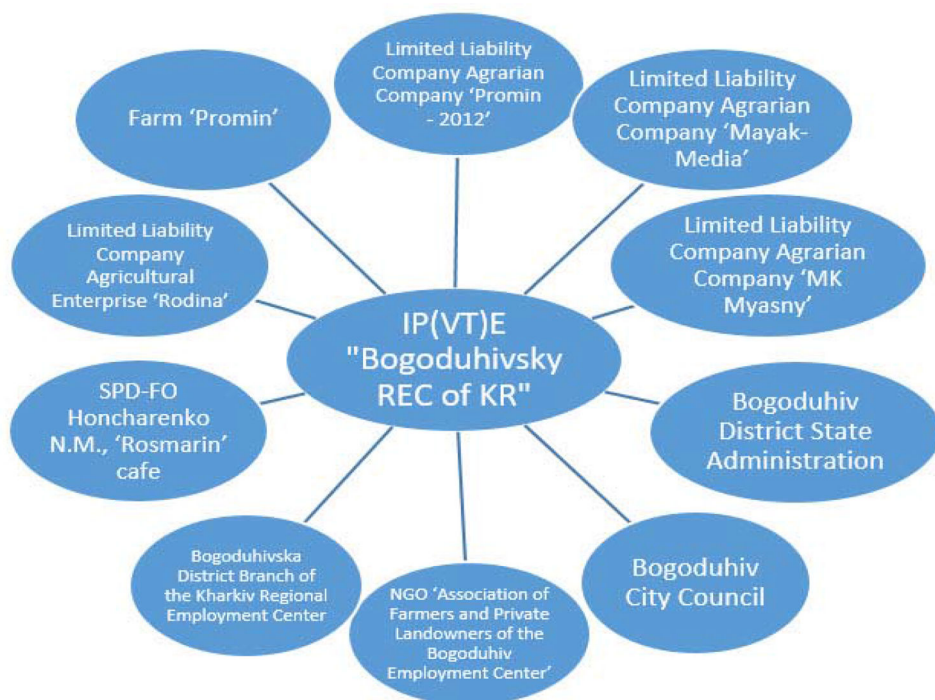 Limited Liability
Company Agrarian
Company ‘Promin
- 2012’
Limited Liability
Company Agrarian
Company ‘Mayak-
Media’
Farm ‘Promin’
Limited Liability
Company
Agricultural
Enterprise ‘Rodina’
Limited Liability
Company Agrarian
Company ‘MK
Myasny’
IP(VT)E
"Bogoduhivsky
REC of KR"
SPD-FO
Honcharenko
N.M., ‘Rosmarin’
cafe
Bogoduhiv
District State
Administration
Bogoduhivska
District Branch of
the Kharkiv Regional
Employment Center
NGO ‘Association of
Farmers and Private
Landowners of the
Bogoduhiv
Employment Center’
Bogoduhiv
City Council